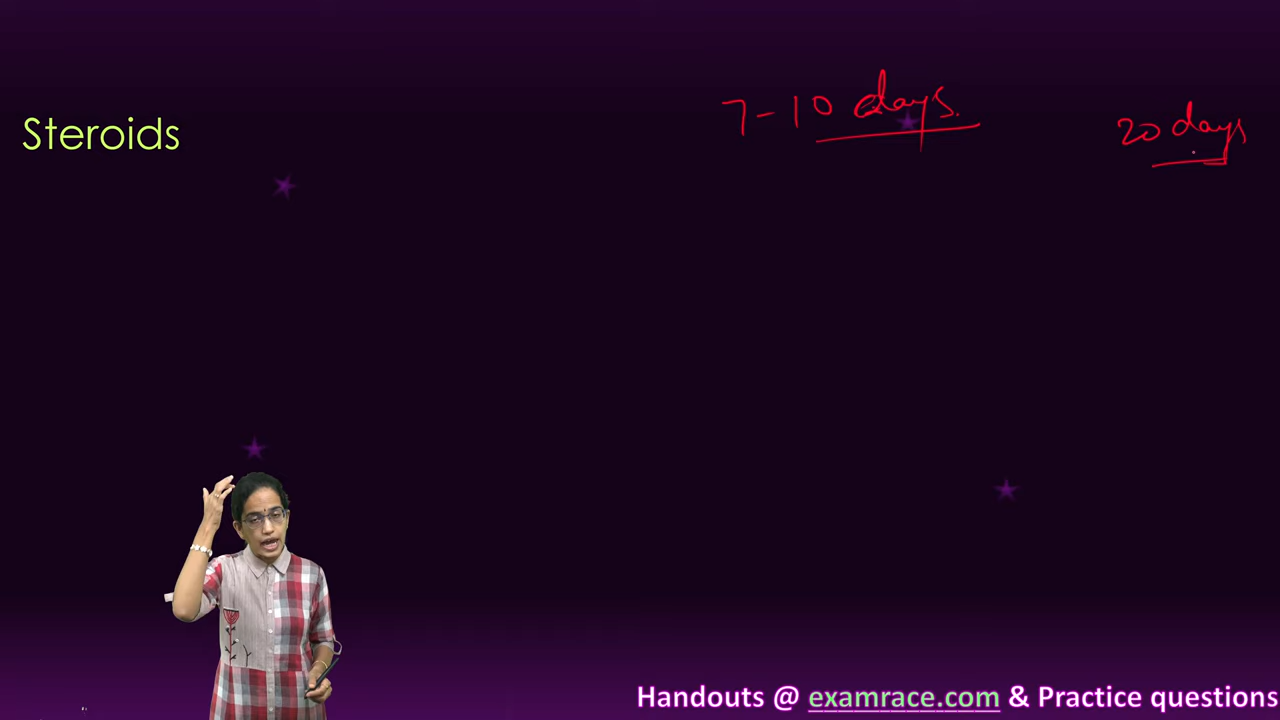 7-10 days.
20 days
Steroids
Handouts @ examrace.com & Practice questions